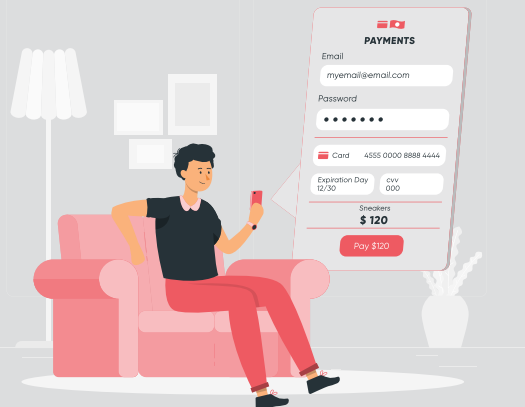 PAYMENTS
Email
myemail@email.com
Password
Card 4555 0000 8888 4444
Expiration Day cvv
12/30 000
Sneakers
$ 120
Pay $120